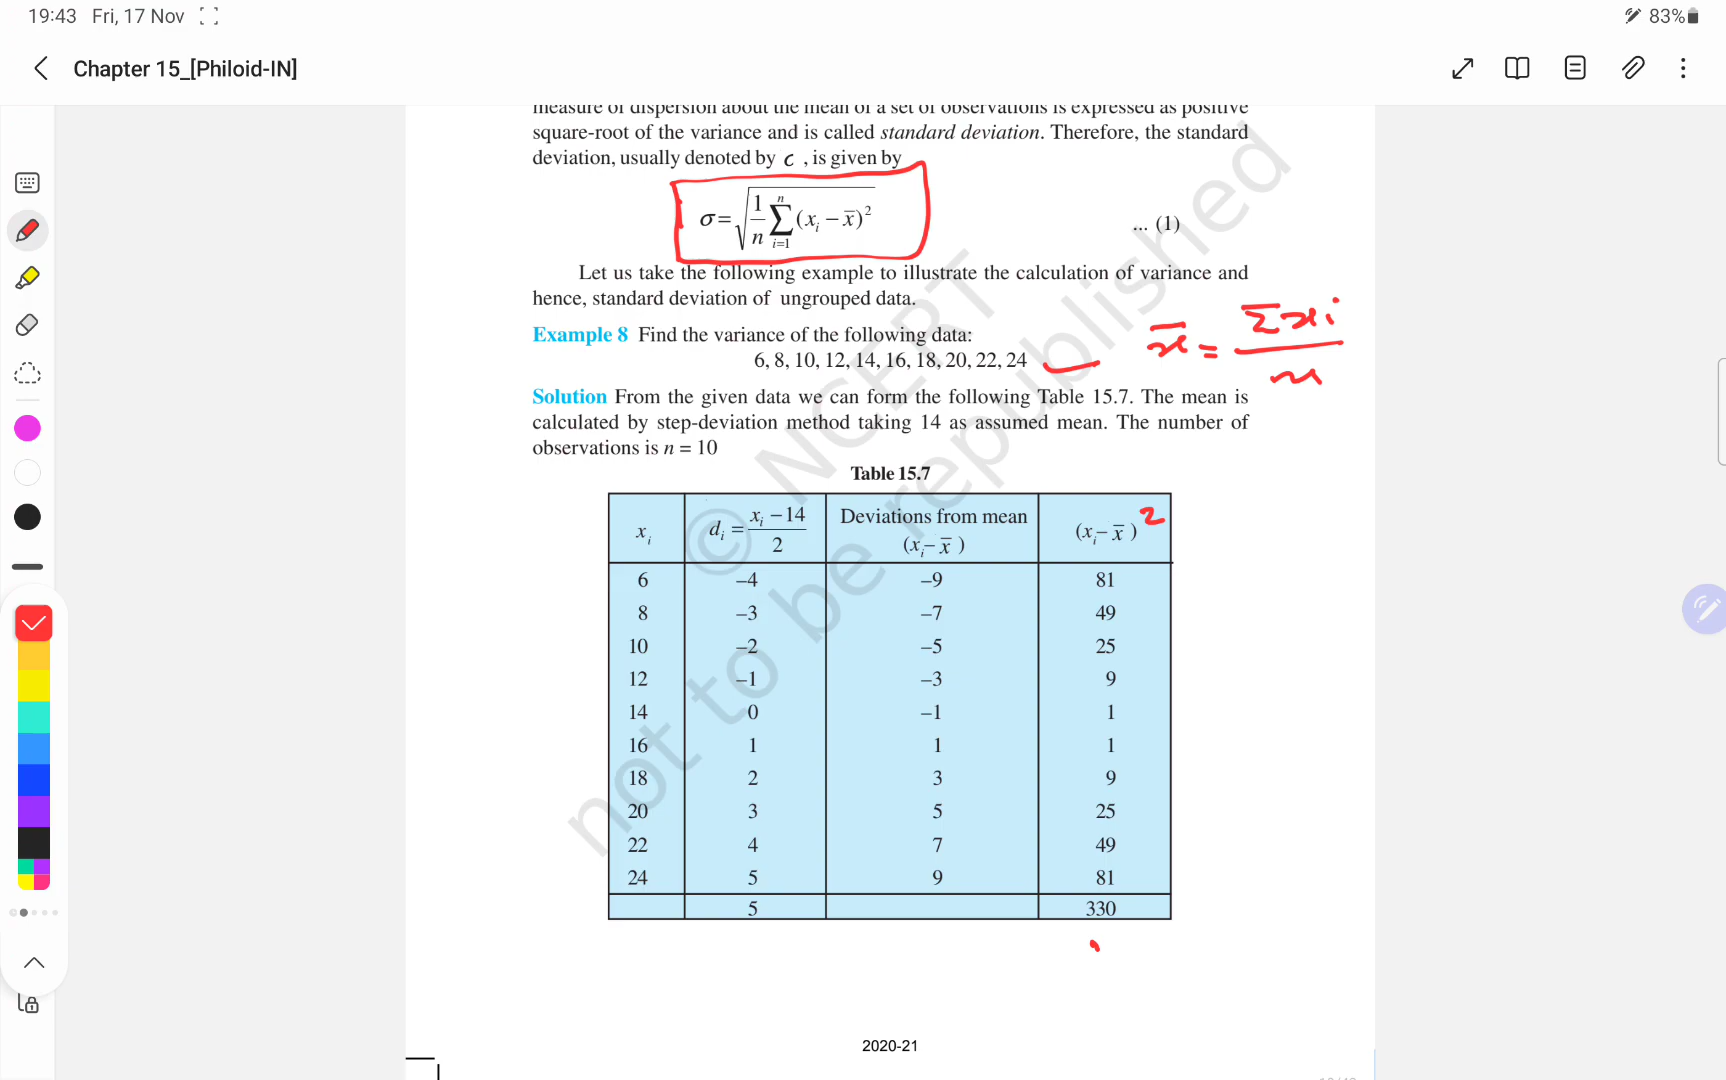 19:43 Fri, 17 Nov 83%
Chapter 15_[Philoid-IN]
measure of dispersion about the mean of a set of observations is expressed as positive
square-root of the variance and is called standard deviation. Therefore, the standard
deviation, usually denoted by c , is given by
σ = √(1/n ∑_{i=1}^{n} (x_i − x̄)²) ... (1)
Let us take the following example to illustrate the calculation of variance and
hence, standard deviation of ungrouped data.
Example 8 Find the variance of the following data:
6, 8, 10, 12, 14, 16, 18, 20, 22, 24
x̄ = Σxi / n
Solution From the given data we can form the following Table 15.7. The mean is
calculated by step-deviation method taking 14 as assumed mean. The number of
observations is n = 10
Table 15.7
x_i d_i = (x_i − 14)/2 Deviations from mean (x_i − x̄) (x_i − x̄)2
6 –4 –9 81
8 –3 –7 49
10 –2 –5 25
12 –1 –3 9
14 0 –1 1
16 1 1 1
18 2 3 9
20 3 5 25
22 4 7 49
24 5 9 81
5 330
© NCERT
not to be republished
2020-21